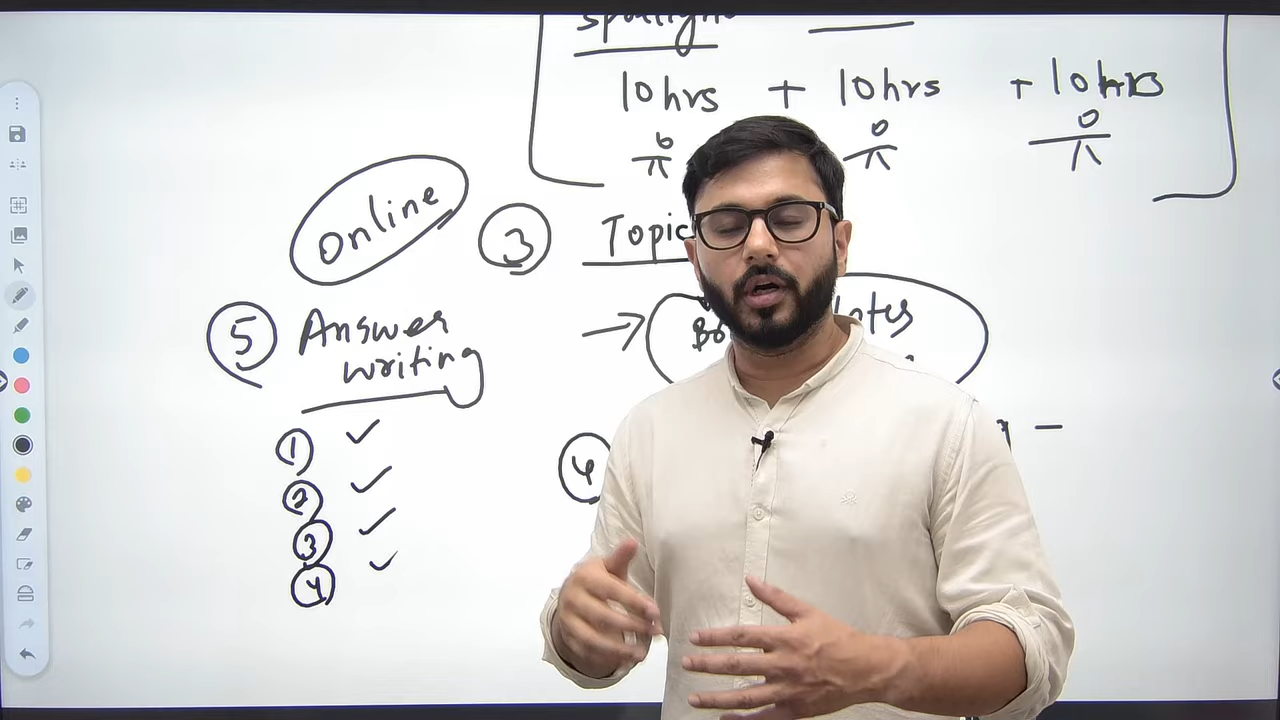 10hrs + 10hrs + 10hrs
Online
3 Topic
5 Answer
writing
1
2
3
4
4